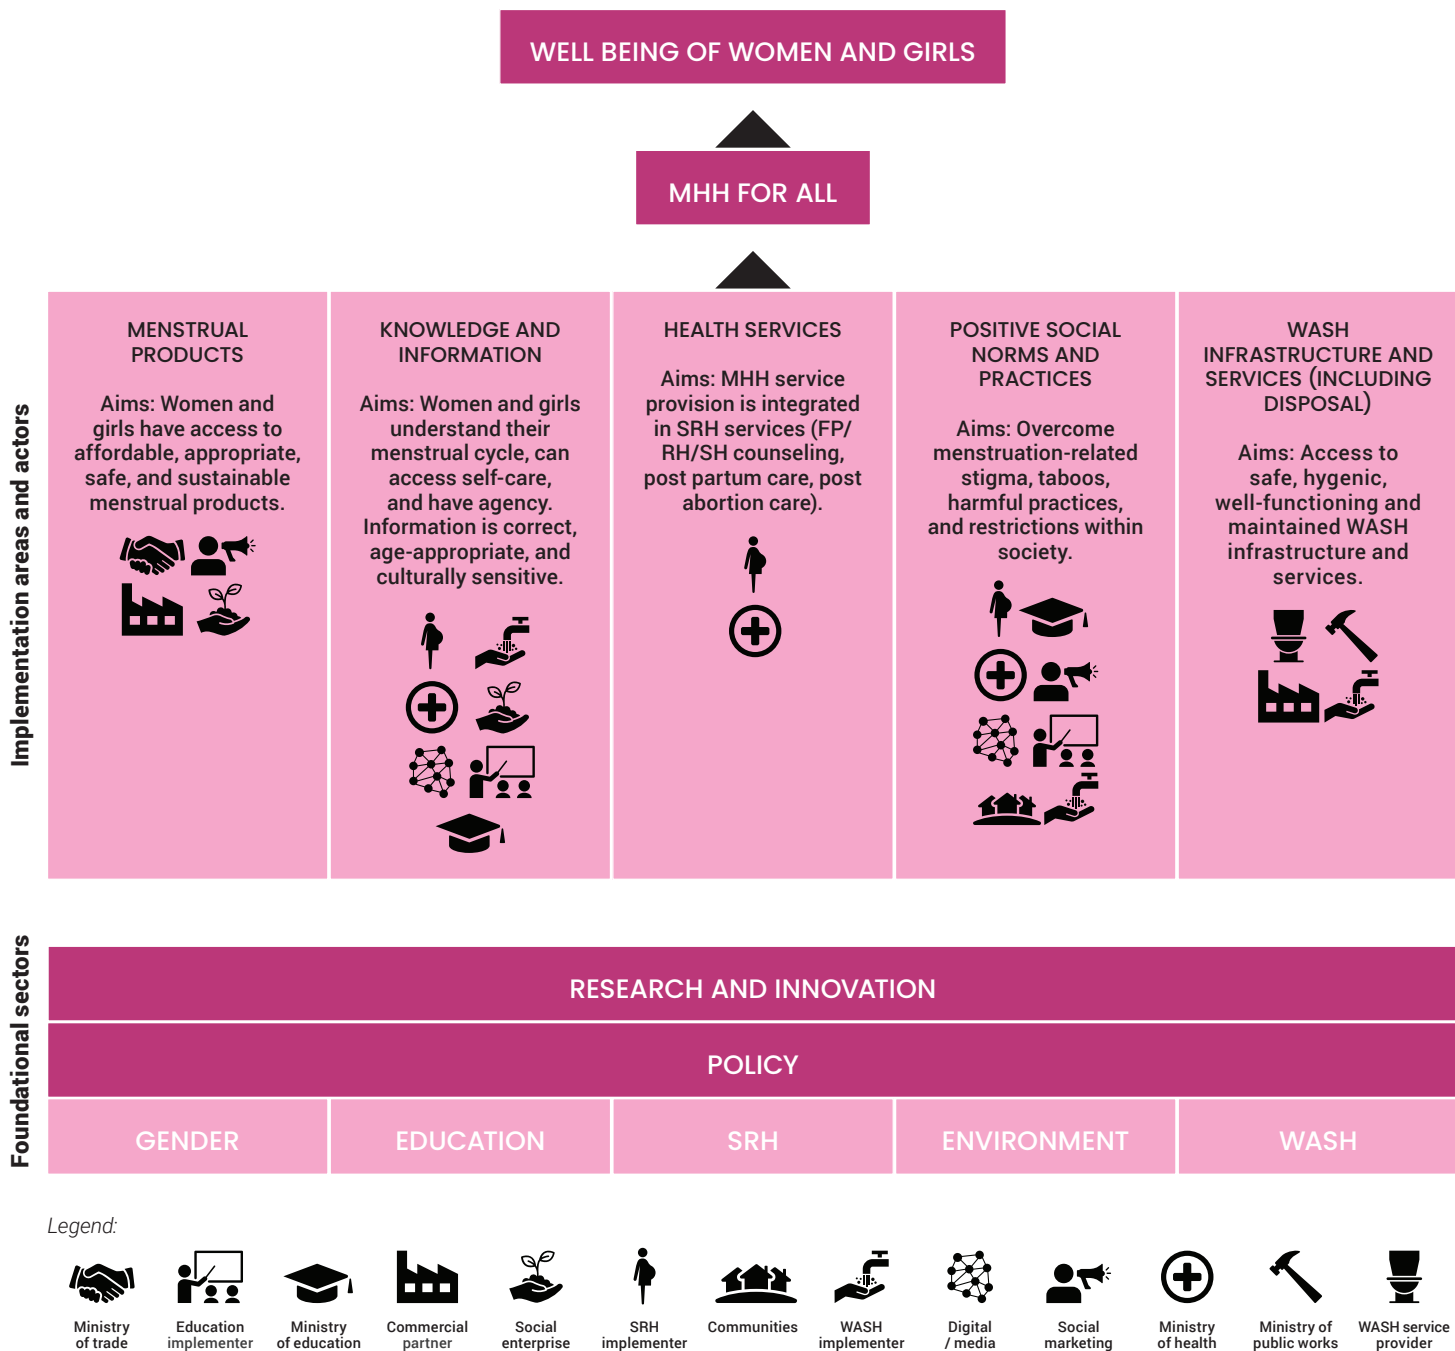 WELL BEING OF WOMEN AND GIRLS
MHH FOR ALL
Implementation areas and actors
MENSTRUAL
PRODUCTS
Aims: Women and
girls have access to
affordable, appropriate,
safe, and sustainable
menstrual products.
KNOWLEDGE AND
INFORMATION
Aims: Women and girls
understand their
menstrual cycle, can
access self-care,
and have agency.
Information is correct,
age-appropriate, and
culturally sensitive.
HEALTH SERVICES
Aims: MHH service
provision is integrated
in SRH services (FP/
RH/SH counseling,
post partum care, post
abortion care).
POSITIVE SOCIAL
NORMS AND
PRACTICES
Aims: Overcome
menstruation-related
stigma, taboos,
harmful practices,
and restrictions within
society.
WASH
INFRASTRUCTURE AND
SERVICES (INCLUDING
DISPOSAL)
Aims: Access to
safe, hygenic,
well-functioning and
maintained WASH
infrastructure and
services.
Foundational sectors
RESEARCH AND INNOVATION
POLICY
GENDER
EDUCATION
SRH
ENVIRONMENT
WASH
Legend:
Ministry
of trade
Education
implementer
Ministry
of education
Commercial
partner
Social
enterprise
SRH
implementer
Communities
WASH
implementer
Digital
/ media
Social
marketing
Ministry
of health
Ministry of
public works
WASH service
provider